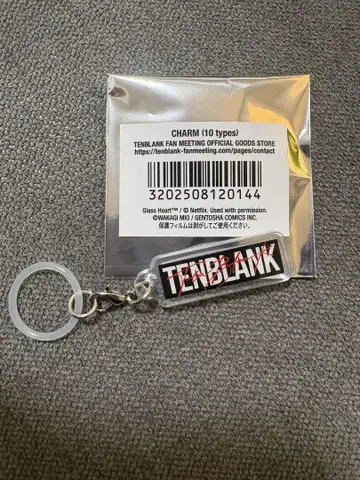 CHARM (10 types)
TENBLANK FAN MEETING OFFICIAL GOODS STORE
https://tenblank-fanmeeting.com/pages/contact
3202508120144
Glass Heart™ / © Netflix. Used with permission.
©WAKAGI MIO / GENTOSHA COMICS INC.
保護フィルムは剥がしてご使用ください。
TENBLANK